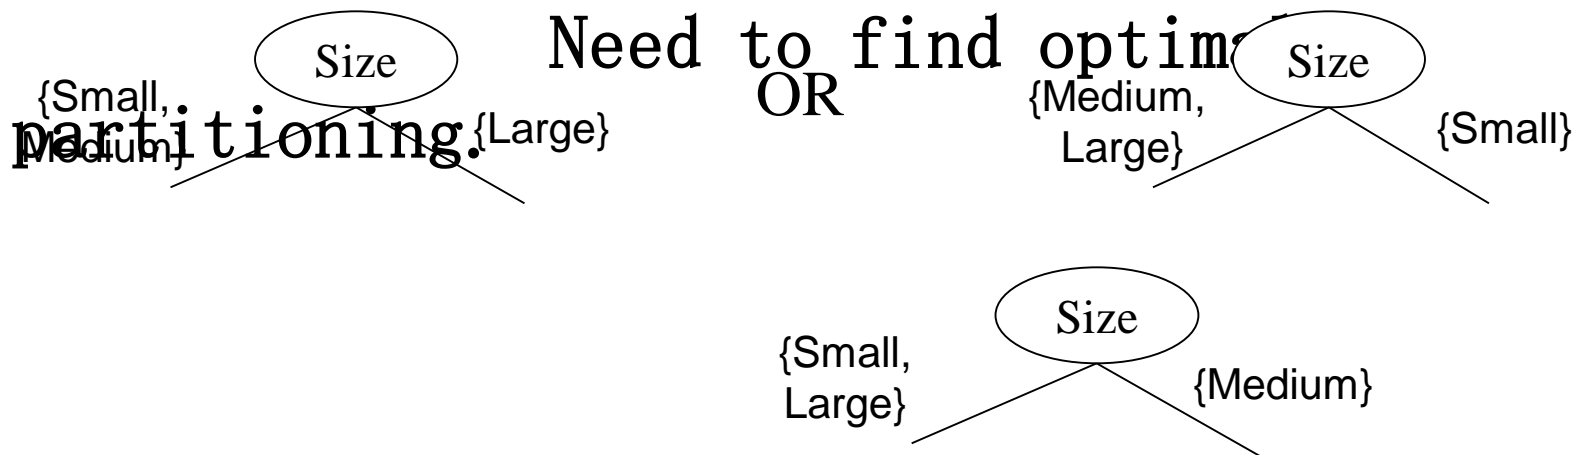 Need to find optimal
partitioning.
Size
{Small,
Medium}
{Large}
OR
Size
{Medium,
Large}
{Small}
Size
{Small,
Large}
{Medium}